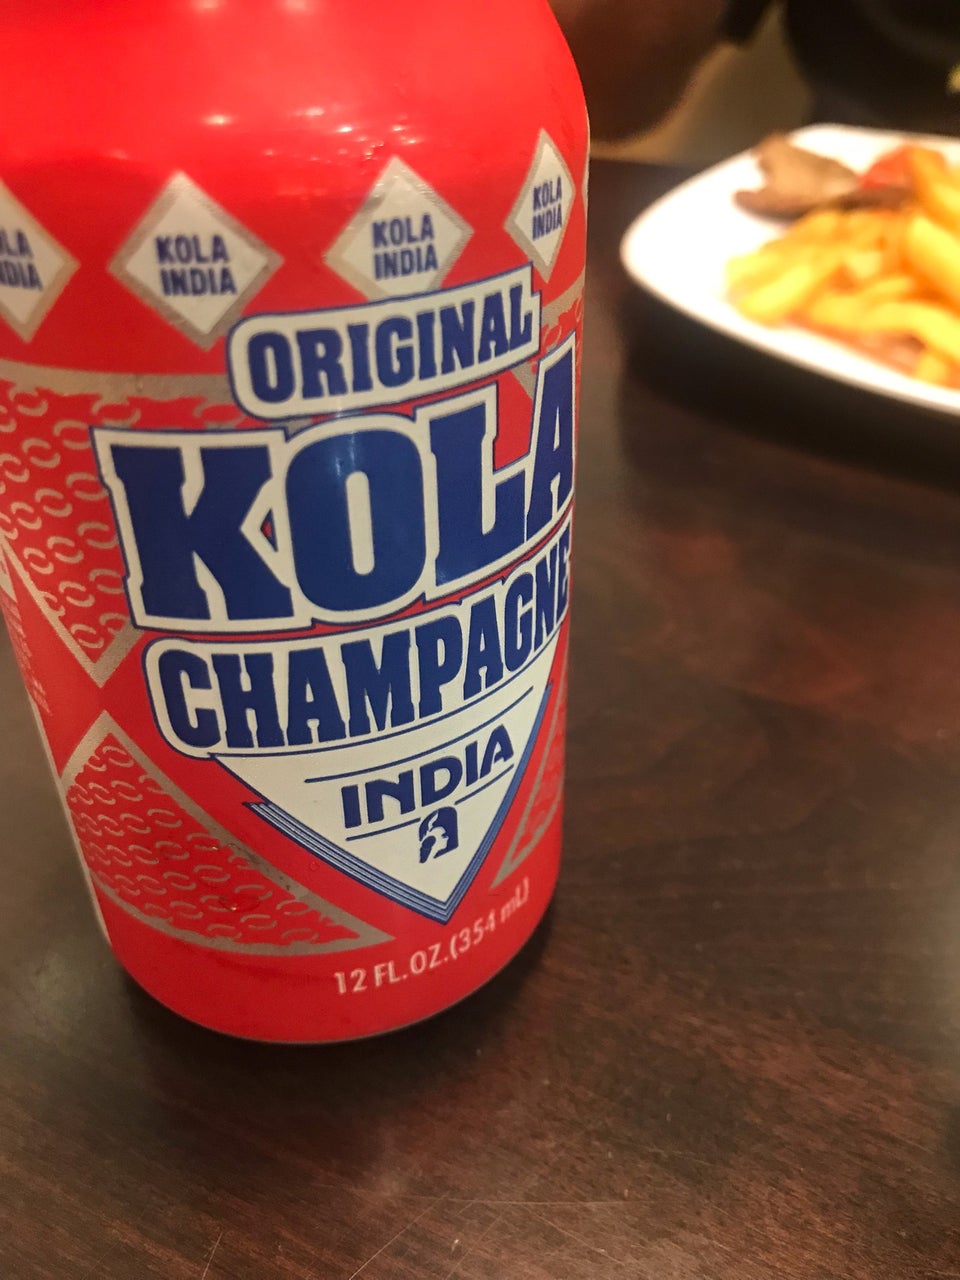 KOLA
INDIA
KOLA
INDIA
KOLA
INDIA
ORIGINAL
KOLA
CHAMPAGNE
INDIA
12 FL.OZ.(354 mL)